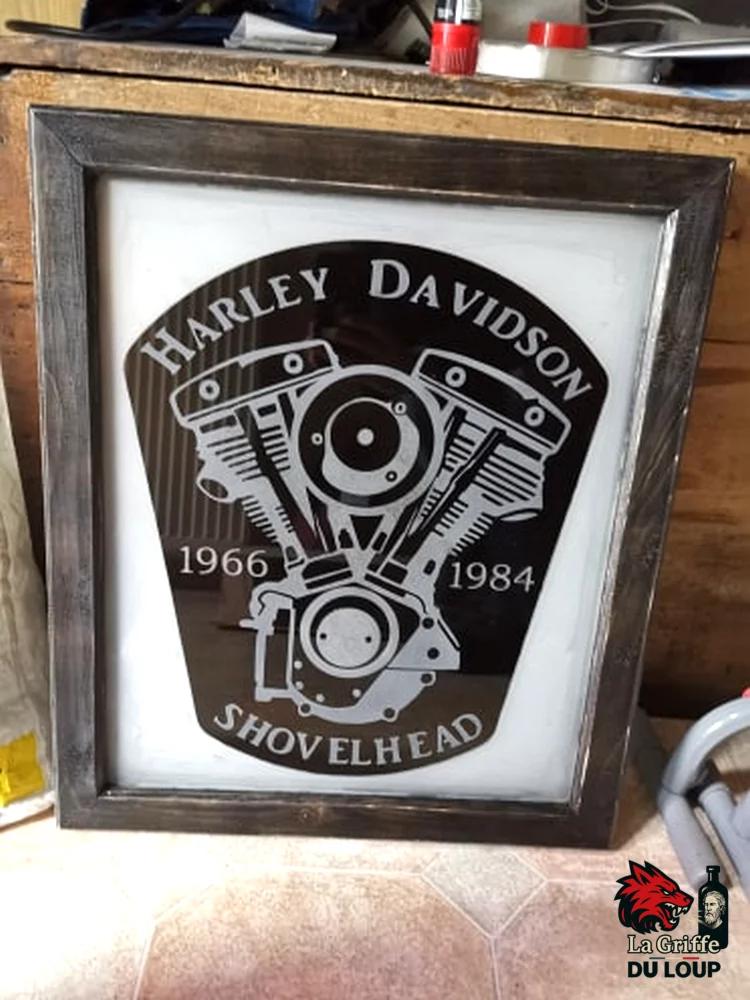 HARLEY DAVIDSON
1966 1984
SHOVELHEAD
La Griffe
DU LOUP